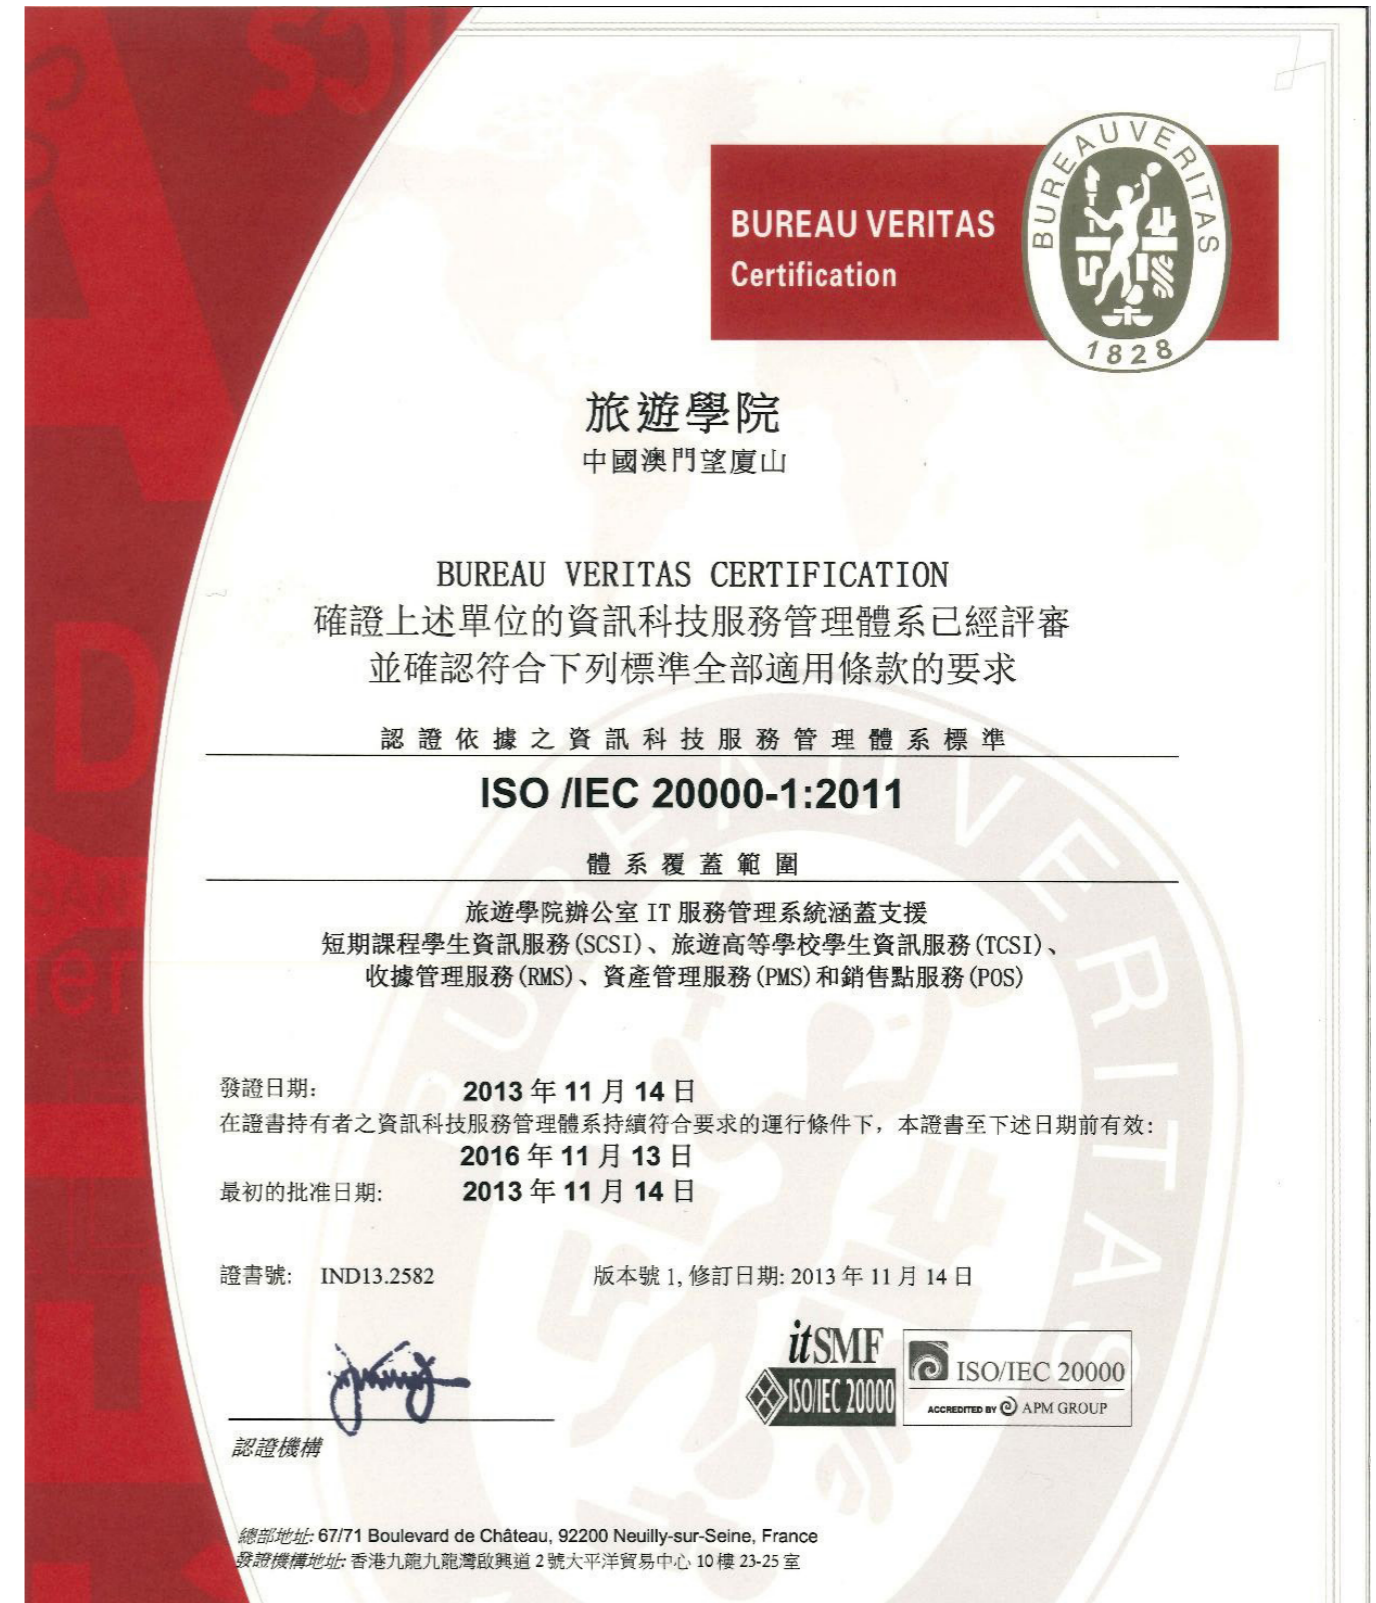 BUREAU VERITAS
Certification
BUREAU VERITAS
1828
旅遊學院
中國澳門望廈山
BUREAU VERITAS CERTIFICATION
確證上述單位的資訊科技服務管理體系已經評審
並確認符合下列標準全部適用條款的要求
認證依據之資訊科技服務管理體系標準
ISO /IEC 20000-1:2011
體系覆蓋範圍
旅遊學院辦公室 IT 服務管理系統涵蓋支援
短期課程學生資訊服務(SCSI)、旅遊高等學校學生資訊服務(TCSI)、
收據管理服務(RMS)、資產管理服務(PMS)和銷售點服務(POS)
發證日期: 2013 年 11 月 14 日
在證書持有者之資訊科技服務管理體系持續符合要求的運行條件下，本證書至下述日期前有效:
2016 年 11 月 13 日
最初的批准日期: 2013 年 11 月 14 日
證書號: IND13.2582 版本號 1, 修訂日期: 2013 年 11 月 14 日
itSMF
ISO/IEC 20000
ISO/IEC 20000
ACCREDITED BY APM GROUP
認證機構
總部地址: 67/71 Boulevard de Château, 92200 Neuilly-sur-Seine, France
發證機構地址: 香港九龍九龍灣啟興道 2 號大平洋貿易中心 10 樓 23-25 室